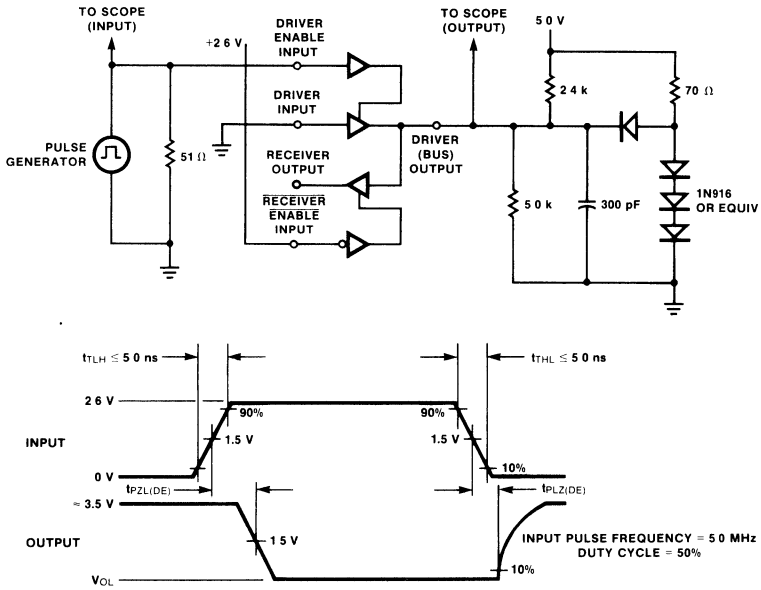 TO SCOPE
(INPUT)
+2 6 V
DRIVER
ENABLE
INPUT
TO SCOPE
(OUTPUT)
5 0 V
DRIVER
INPUT
2 4 k
70 Ω
PULSE
GENERATOR
51 Ω
RECEIVER
OUTPUT
DRIVER
(BUS)
OUTPUT
RECEIVER
ENABLE
INPUT
5 0 k
300 pF
1N916
OR EQUIV
tTLH ≤ 5 0 ns
tTHL ≤ 5 0 ns
2 6 V
90%
90%
INPUT
1.5 V
1.5 V
0 V
10%
tPZL(DE)
tPLZ(DE)
≈ 3.5 V
OUTPUT
1 5 V
INPUT PULSE FREQUENCY = 5 0 MHz
DUTY CYCLE = 50%
10%
VOL